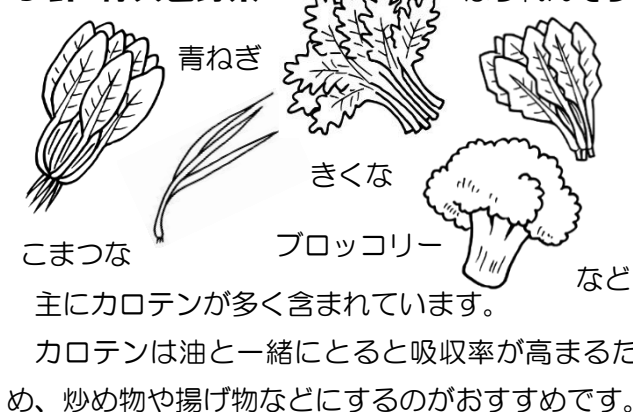 青ねぎ
きくな
ブロッコリー
こまつな
など
主にカロテンが多く含まれています。
カロテンは油と一緒にとると吸収率が高まるた
め、炒め物や揚げ物などにするのがおすすめです。